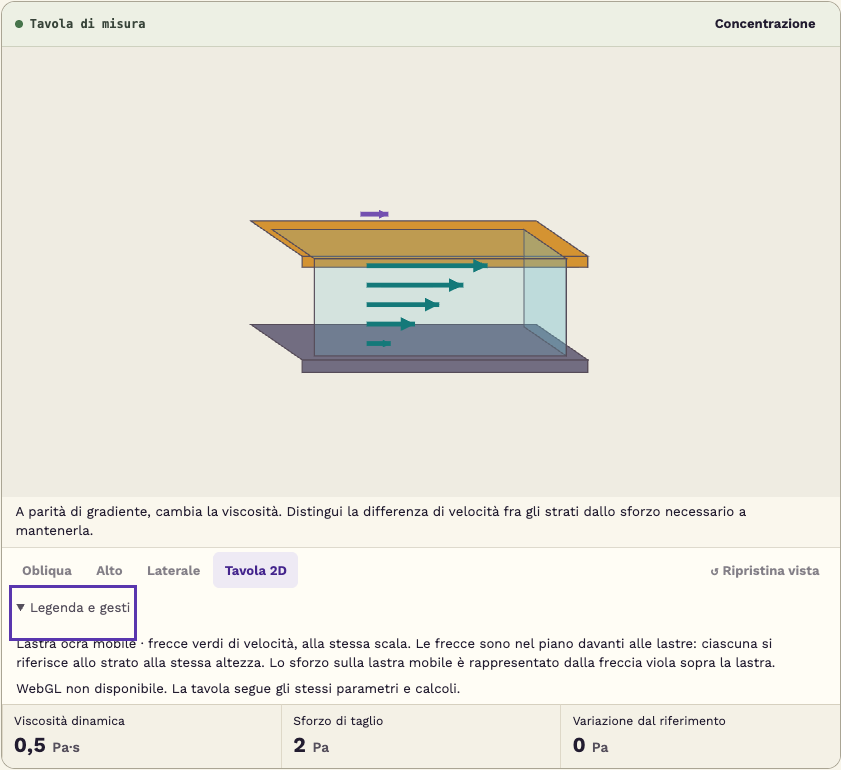 Tavola di misura
Concentrazione
A parità di gradiente, cambia la viscosità. Distingui la differenza di velocità fra gli strati dallo sforzo necessario a
mantenerla.
Obliqua Alto Laterale Tavola 2D ↺ Ripristina vista
▼ Legenda e gesti
Lastra ocra mobile · frecce verdi di velocità, alla stessa scala. Le frecce sono nel piano davanti alle lastre: ciascuna si
riferisce allo strato alla stessa altezza. Lo sforzo sulla lastra mobile è rappresentato dalla freccia viola sopra la lastra.
WebGL non disponibile. La tavola segue gli stessi parametri e calcoli.
Viscosità dinamica
0,5 Pa·s
Sforzo di taglio
2 Pa
Variazione dal riferimento
0 Pa